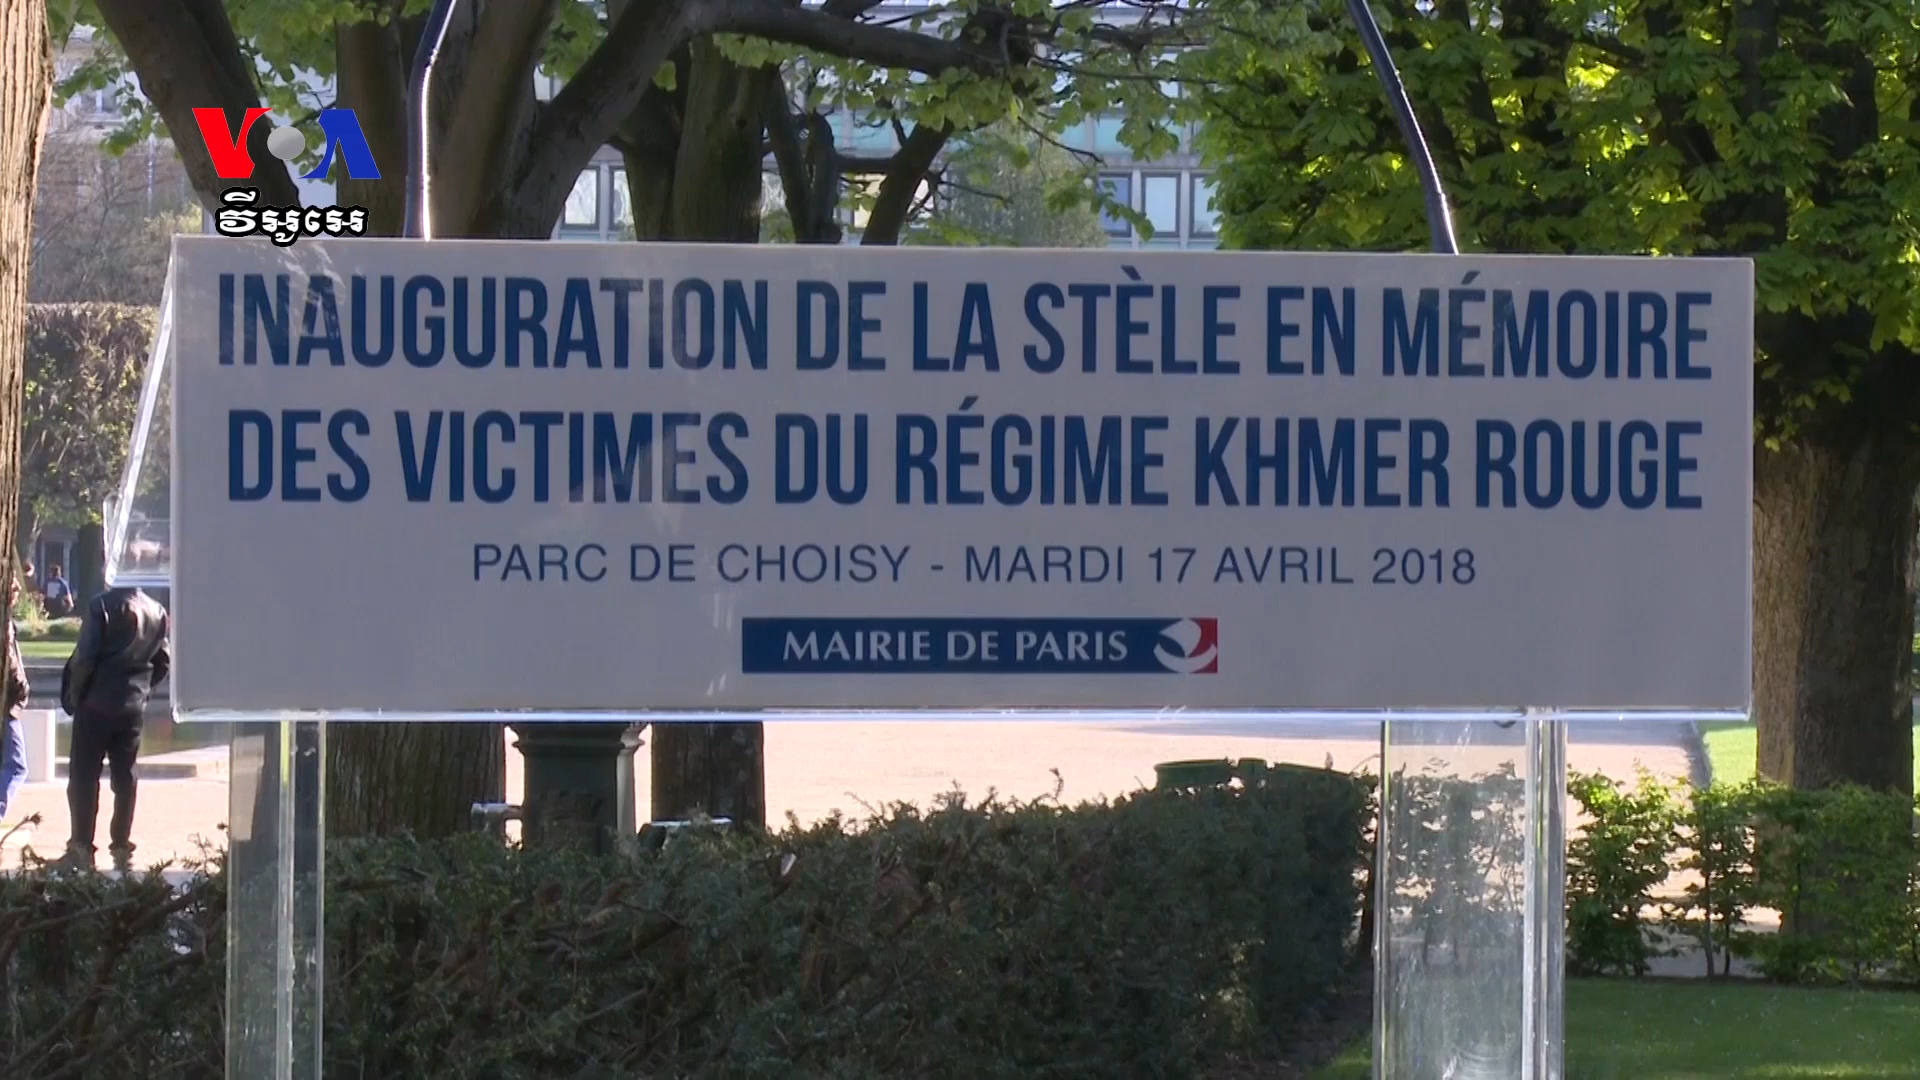 VOA
វីអូអេ
INAUGURATION DE LA STÈLE EN MÉMOIRE
DES VICTIMES DU RÉGIME KHMER ROUGE
PARC DE CHOISY - MARDI 17 AVRIL 2018
MAIRIE DE PARIS